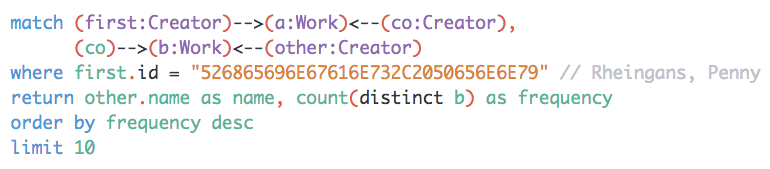 match (first:Creator)-->(a:Work)<--(co:Creator),
(co)-->(b:Work)<--(other:Creator)
where first.id = "526865696E67616E732C2050656E6E79" // Rheingans, Penny
return other.name as name, count(distinct b) as frequency
order by frequency desc
limit 10